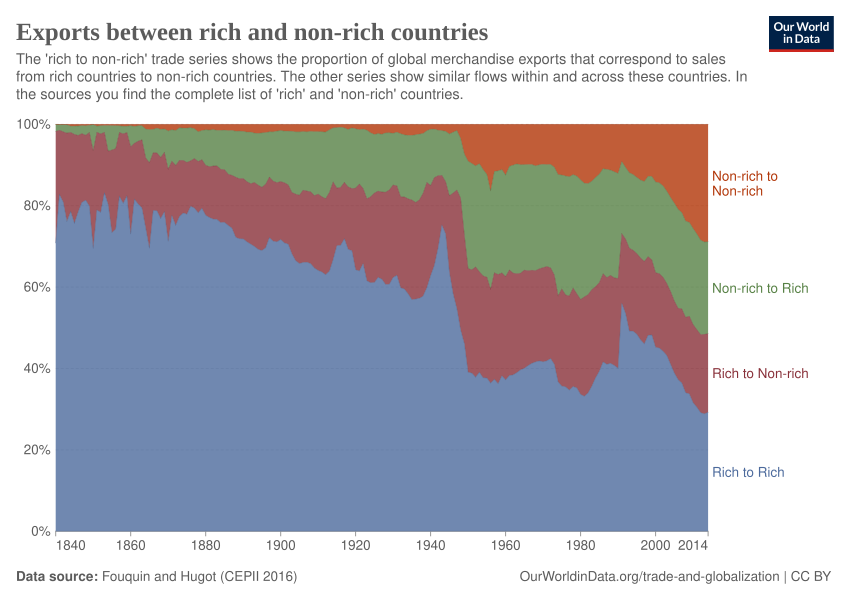 Exports between rich and non-rich countries
Our World
in Data
The 'rich to non-rich' trade series shows the proportion of global merchandise exports that correspond to sales
from rich countries to non-rich countries. The other series show similar flows within and across these countries. In
the sources you find the complete list of 'rich' and 'non-rich' countries.
100%
80%
60%
40%
20%
0%
Non-rich to
Non-rich
Non-rich to Rich
Rich to Non-rich
Rich to Rich
1840 1860 1880 1900 1920 1940 1960 1980 2000 2014
Data source: Fouquin and Hugot (CEPII 2016)
OurWorldinData.org/trade-and-globalization | CC BY